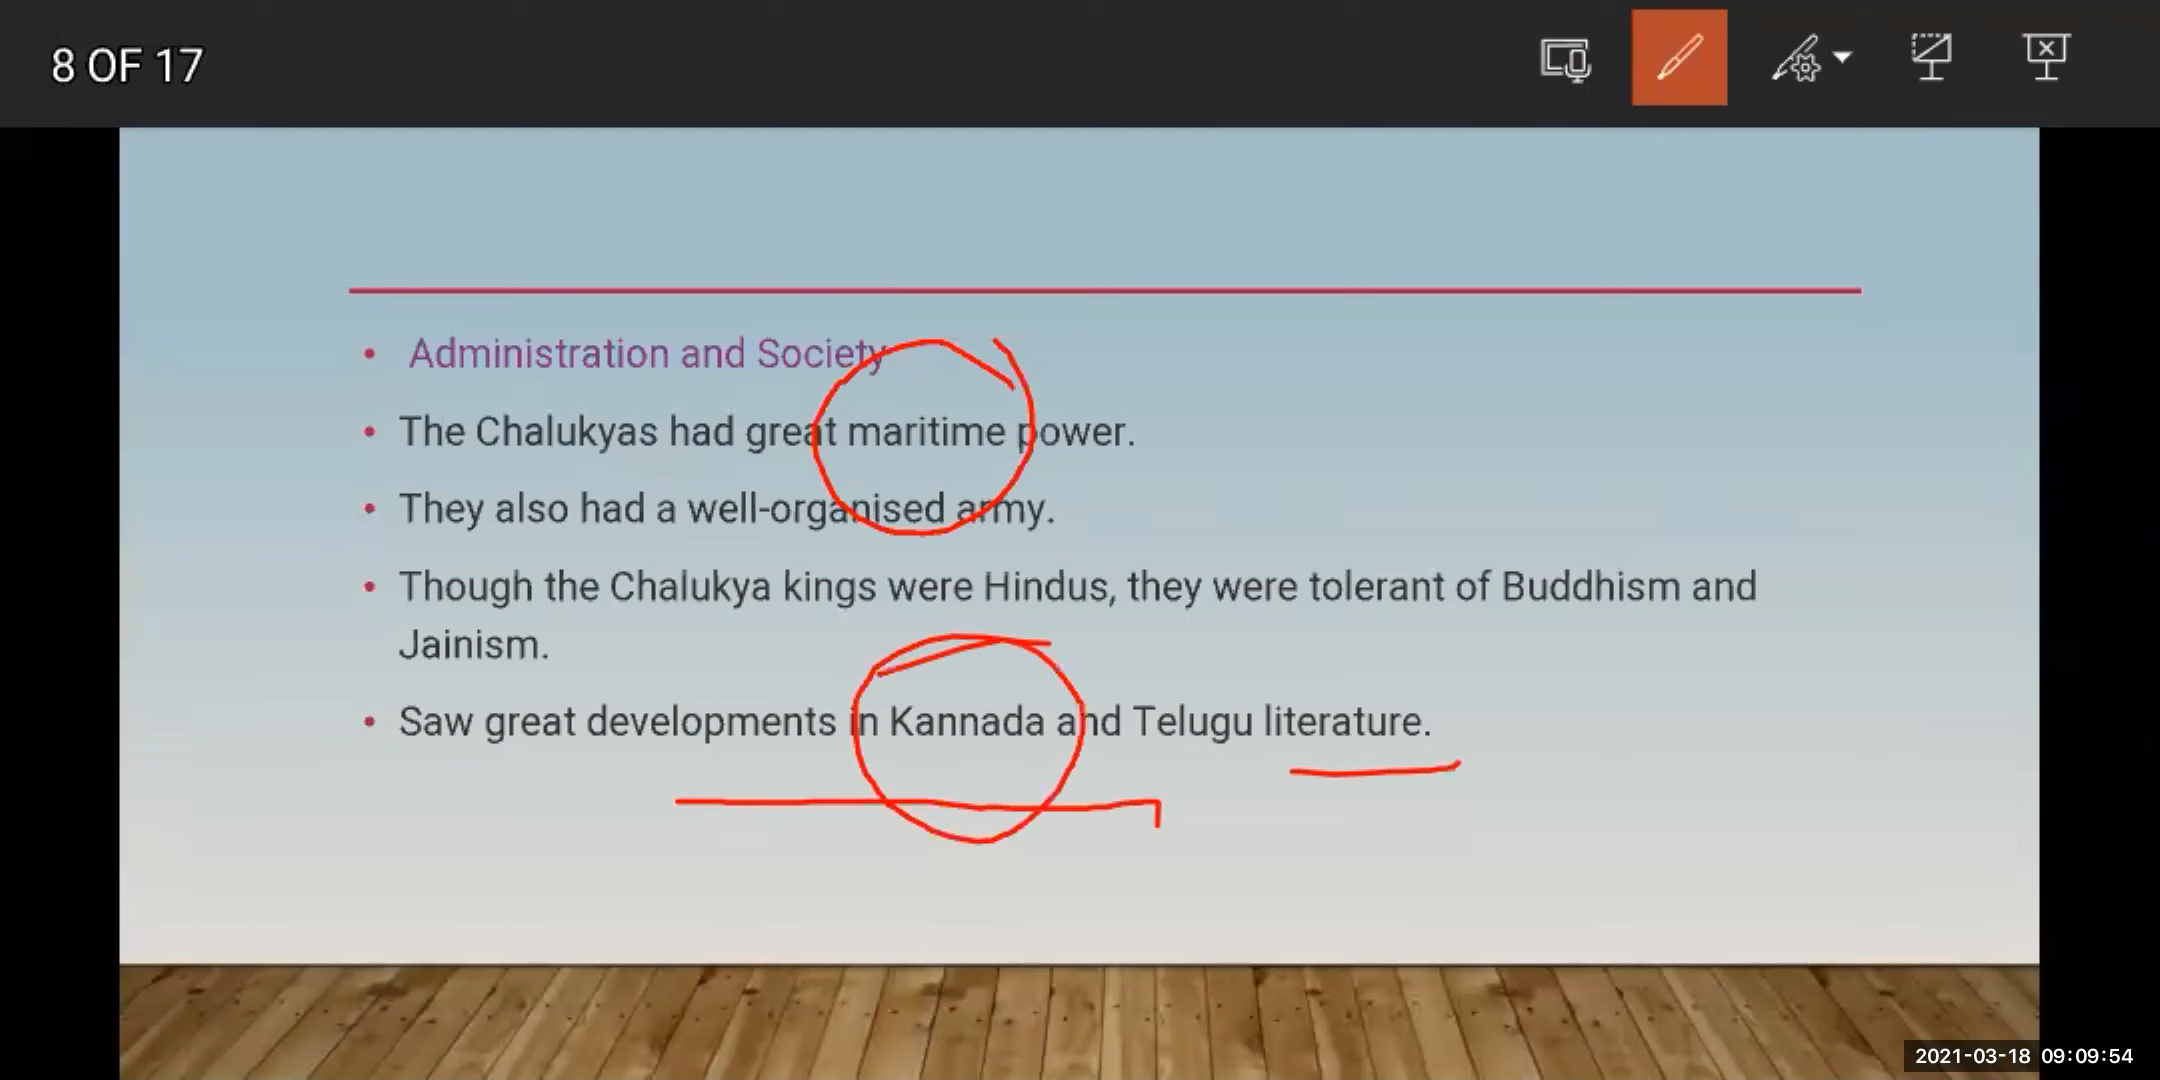 8 OF 17
• Administration and Society
• The Chalukyas had great maritime power.
• They also had a well-organised army.
• Though the Chalukya kings were Hindus, they were tolerant of Buddhism and
Jainism.
• Saw great developments in Kannada and Telugu literature.
2021-03-18 09:09:54